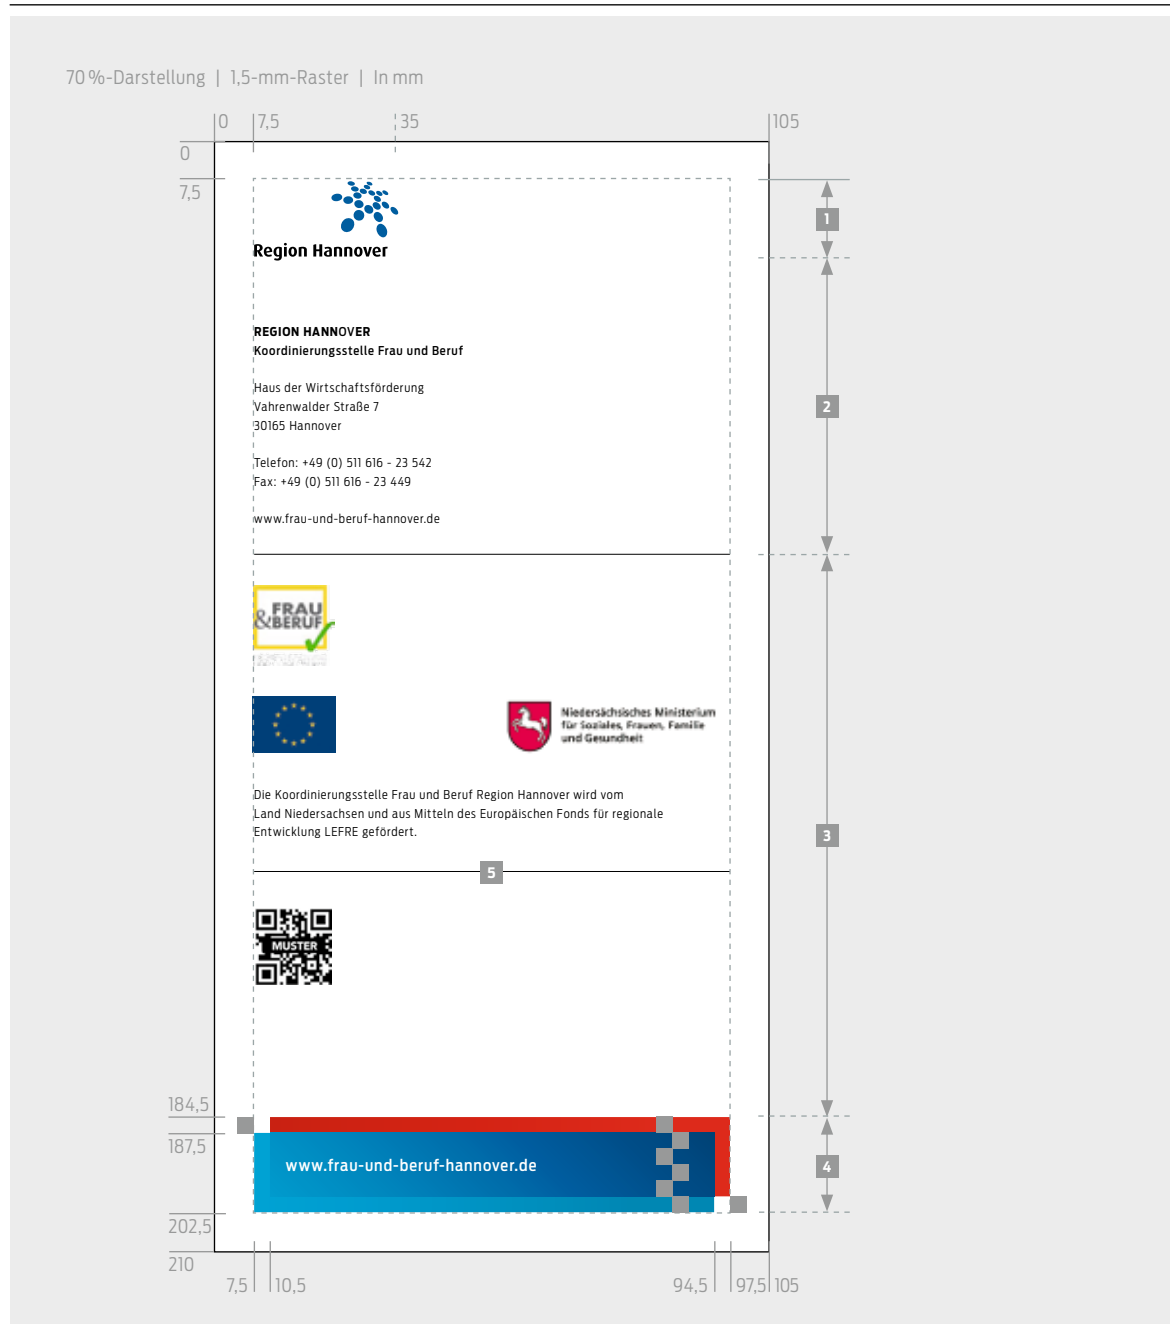 70 %-Darstellung | 1,5-mm-Raster | In mm
0 7,5 35 105
0
7,5
1
Region Hannover
REGION HANNOVER
Koordinierungsstelle Frau und Beruf
Haus der Wirtschaftsförderung
Vahrenwalder Straße 7
2
30165 Hannover
Telefon: +49 (0) 511 616 - 23 542
Fax: +49 (0) 511 616 - 23 449
www.frau-und-beruf-hannover.de
FRAU
&BERUF
Niedersächsisches Ministerium
für Soziales, Frauen, Familie
und Gesundheit
Die Koordinierungsstelle Frau und Beruf Region Hannover wird vom
Land Niedersachsen und aus Mitteln des Europäischen Fonds für regionale
Entwicklung LEFRE gefördert.
3
5
MUSTER
184,5
187,5
www.frau-und-beruf-hannover.de
4
202,5
210
7,5 10,5 94,5 97,5 105